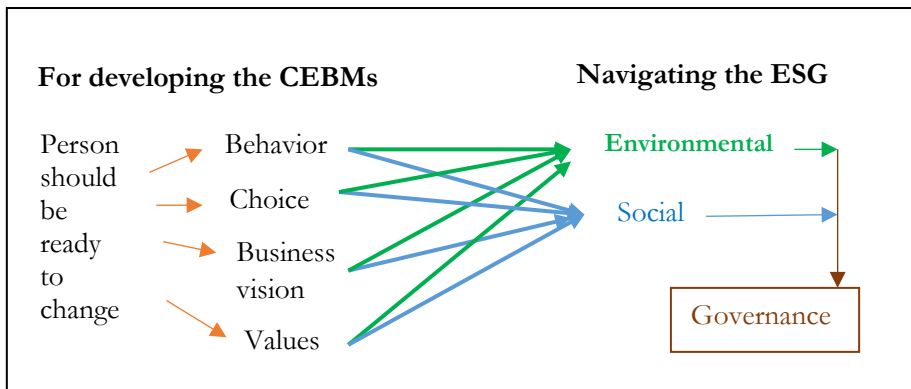 For developing the CEBMs
Navigating the ESG
Person
should
be
ready
to
change
Behavior
Choice
Business
vision
Values
Environmental
Social
Governance